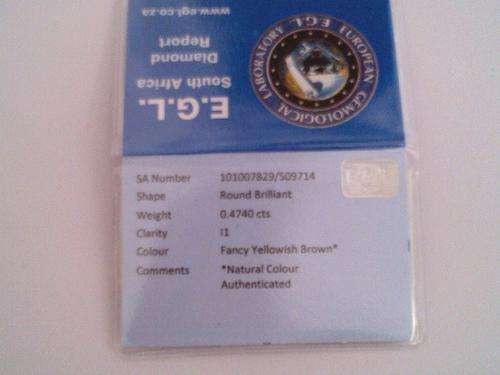 www.egl.co.za
Report
Diamond
South Africa
E.G.L.
EUROPEAN GEMOLOGICAL LABORATORY
E.G.L.
SA Number 101007829/S09714
Shape Round Brilliant
Weight 0.4740 cts
Clarity I1
Colour Fancy Yellowish Brown*
Comments *Natural Colour
Authenticated